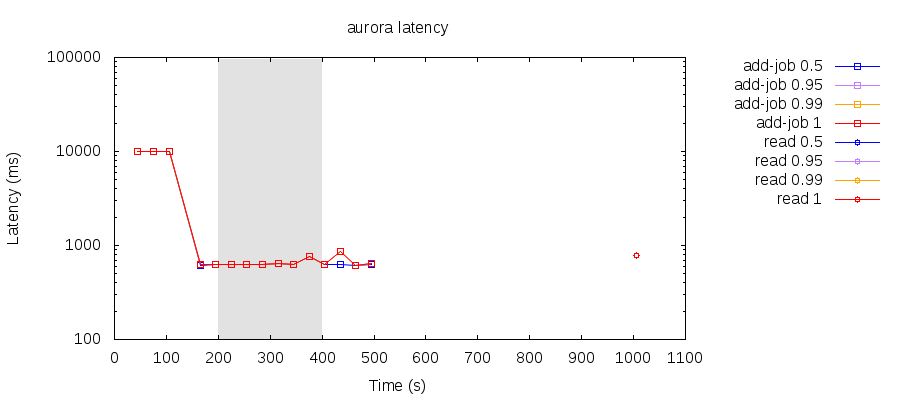 aurora latency
100000
10000
1000
100
Latency (ms)
0 100 200 300 400 500 600 700 800 900 1000 1100
Time (s)
add-job 0.5
add-job 0.95
add-job 0.99
add-job 1
read 0.5
read 0.95
read 0.99
read 1